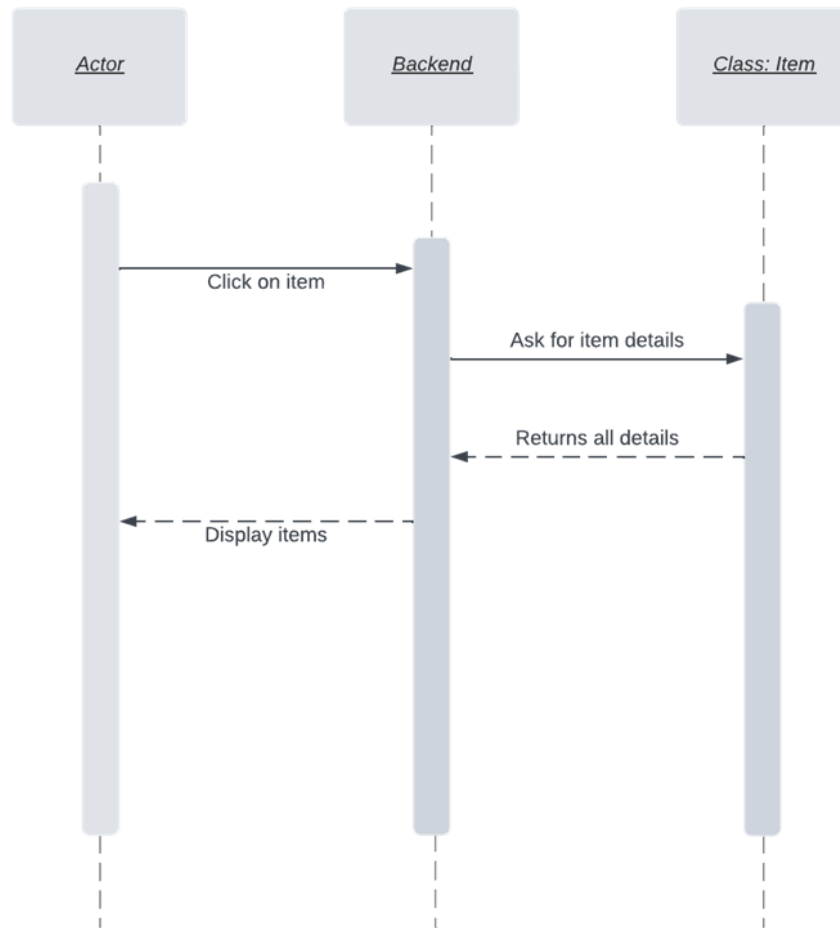 Actor
Backend
Class: Item
Click on item
Ask for item details
Returns all details
Display items